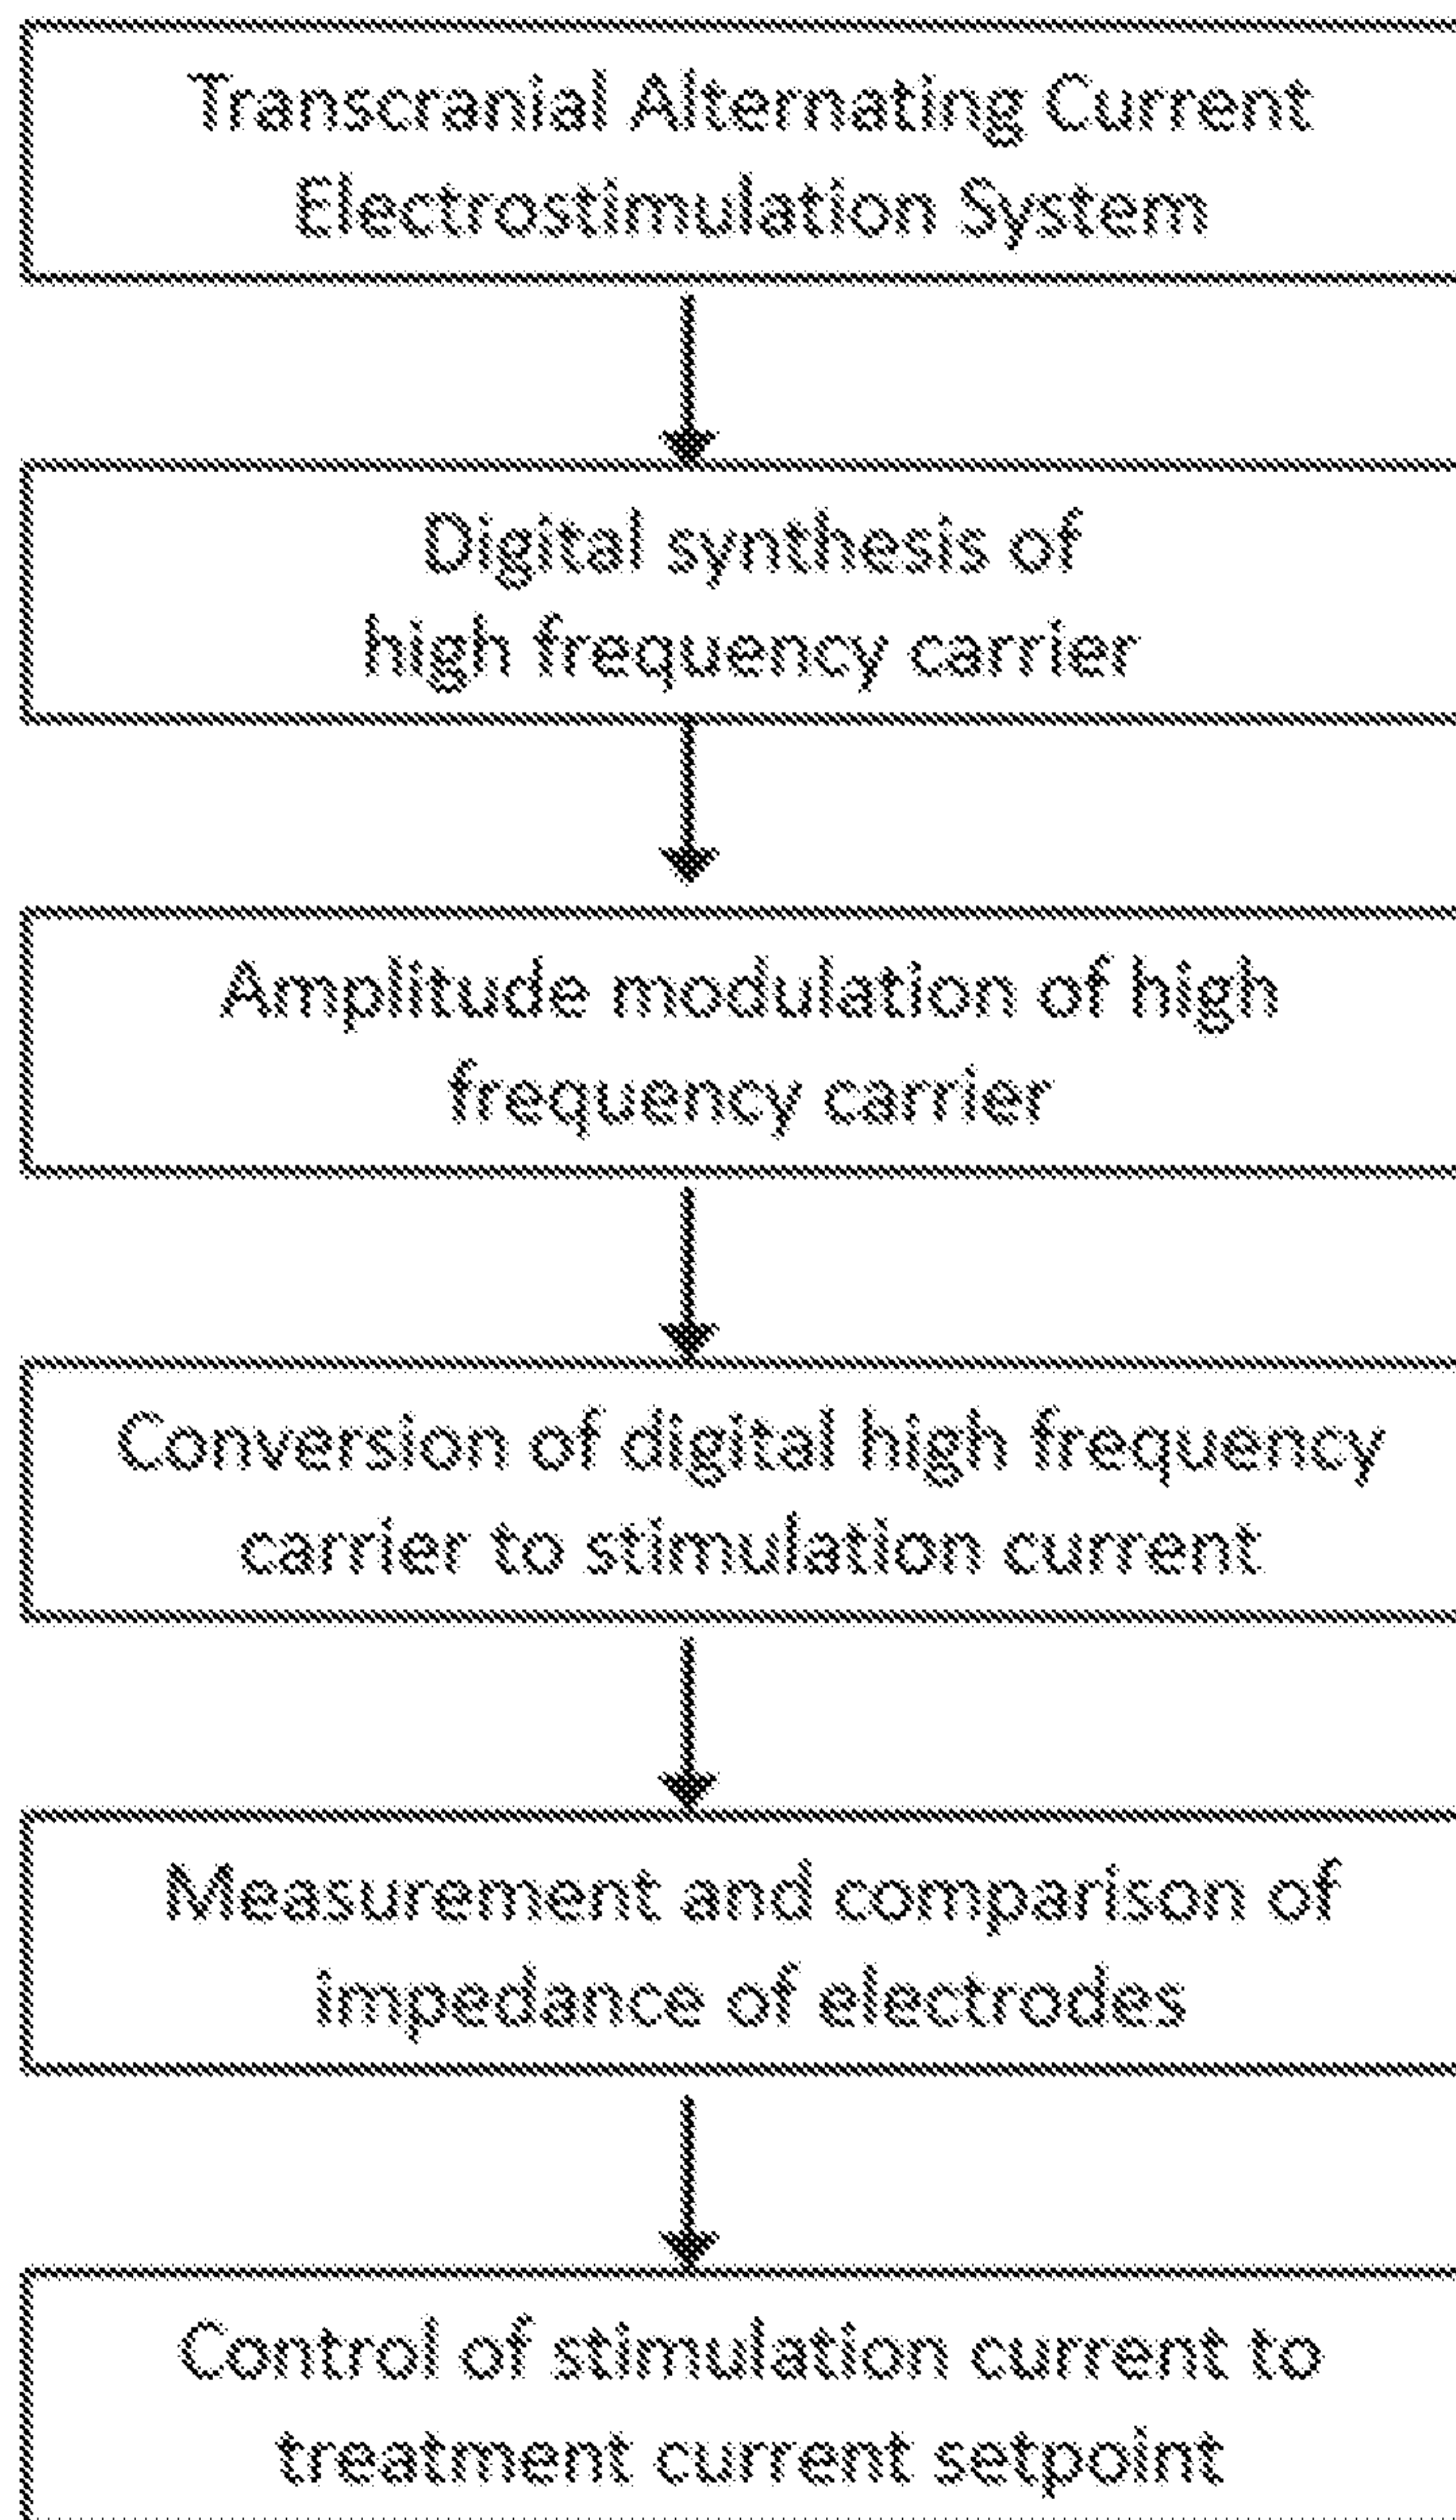 Transcranial Alternating Current
Electrostimulation System
Digital synthesis of
high frequency carrier
Amplitude modulation of high
frequency carrier
Conversion of digital high frequency
carrier to stimulation current
Measurement and comparison of
impedance of electrodes
Control of stimulation current to
treatment current setpoint